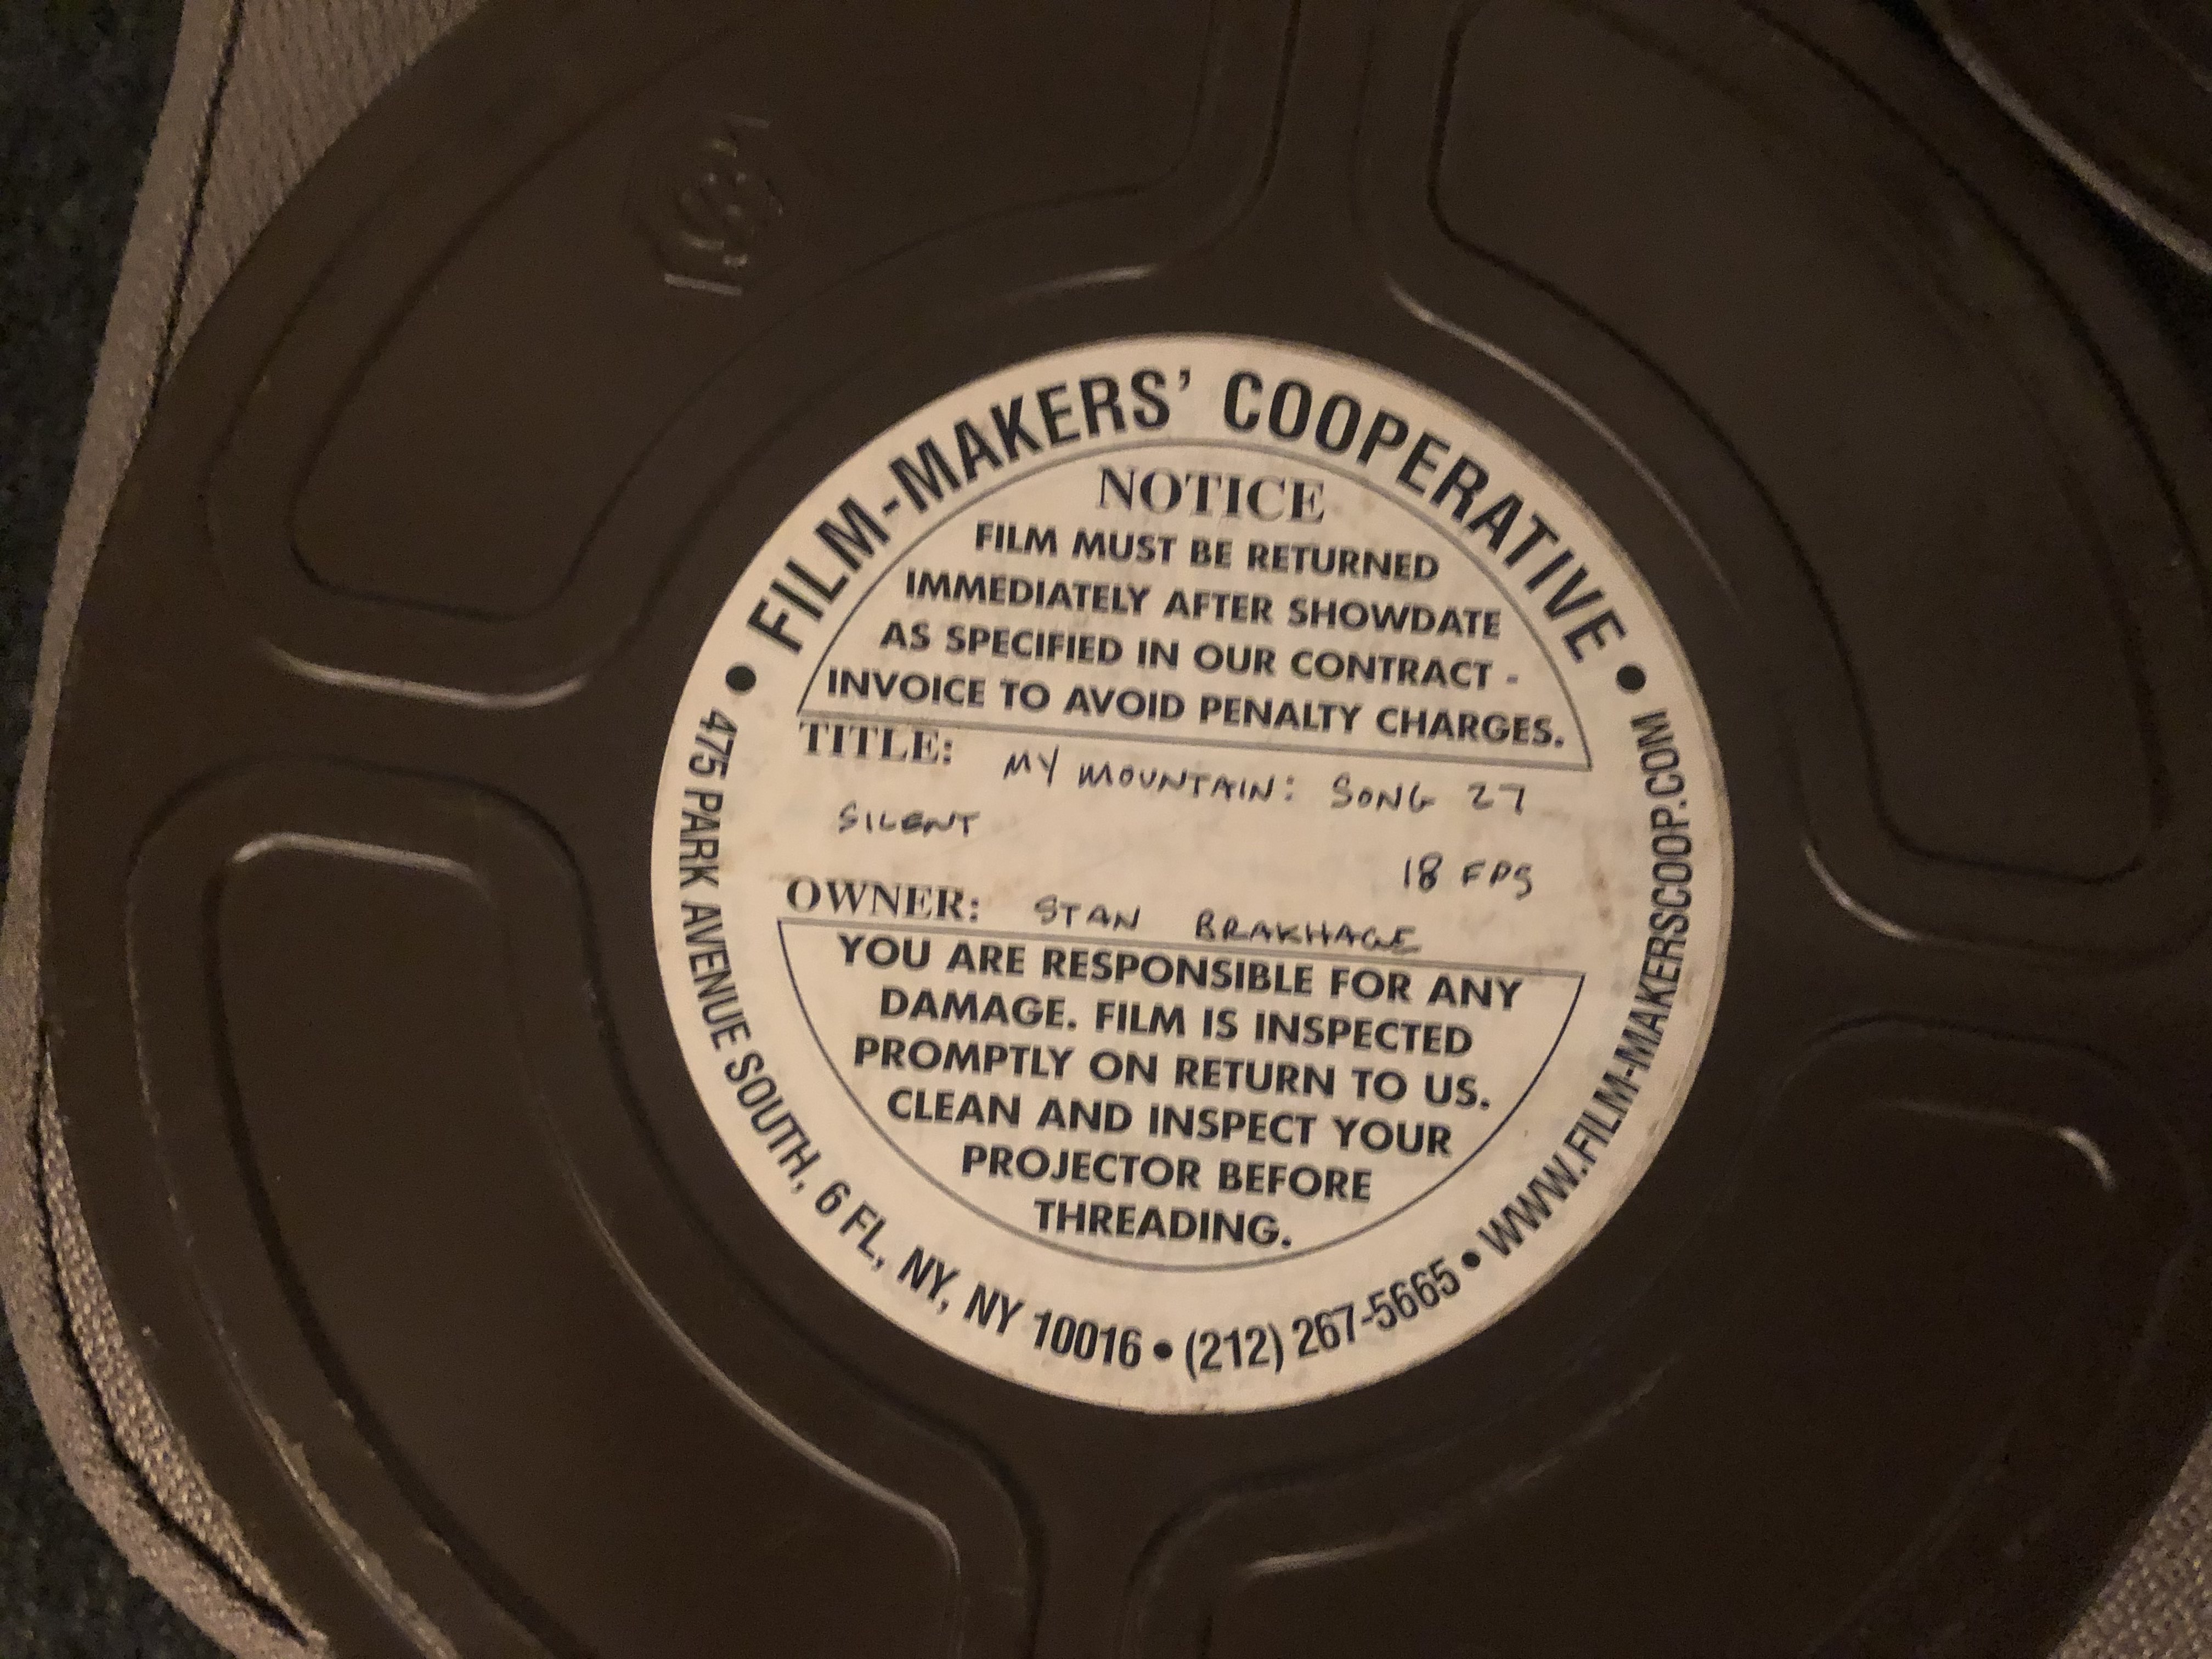 FILM-MAKERS' COOPERATIVE
NOTICE
FILM MUST BE RETURNED
IMMEDIATELY AFTER SHOWDATE
AS SPECIFIED IN OUR CONTRACT -
INVOICE TO AVOID PENALTY CHARGES.
TITLE: MY MOUNTAIN: SONG 27
SILENT
18 FPS
OWNER: STAN BRAKHAGE
YOU ARE RESPONSIBLE FOR ANY
DAMAGE. FILM IS INSPECTED
PROMPTLY ON RETURN TO US.
CLEAN AND INSPECT YOUR
PROJECTOR BEFORE
THREADING.
• 475 PARK AVENUE SOUTH, 6 FL, NY, NY 10016 • (212) 267-5665 • WWW.FILM-MAKERSCOOP.COM •